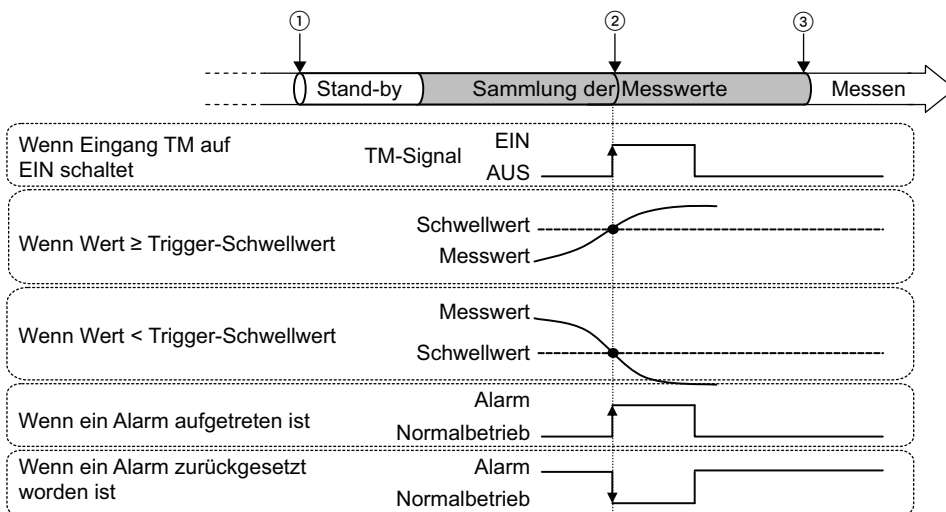 ① ② ③
Stand-by Sammlung der Messwerte Messen
Wenn Eingang TM auf
EIN schaltet
TM-Signal
EIN
AUS
Wenn Wert ≥ Trigger-Schwellwert
Schwellwert
Messwert
Wenn Wert < Trigger-Schwellwert
Messwert
Schwellwert
Wenn ein Alarm aufgetreten ist
Alarm
Normalbetrieb
Wenn ein Alarm zurückgesetzt
worden ist
Alarm
Normalbetrieb